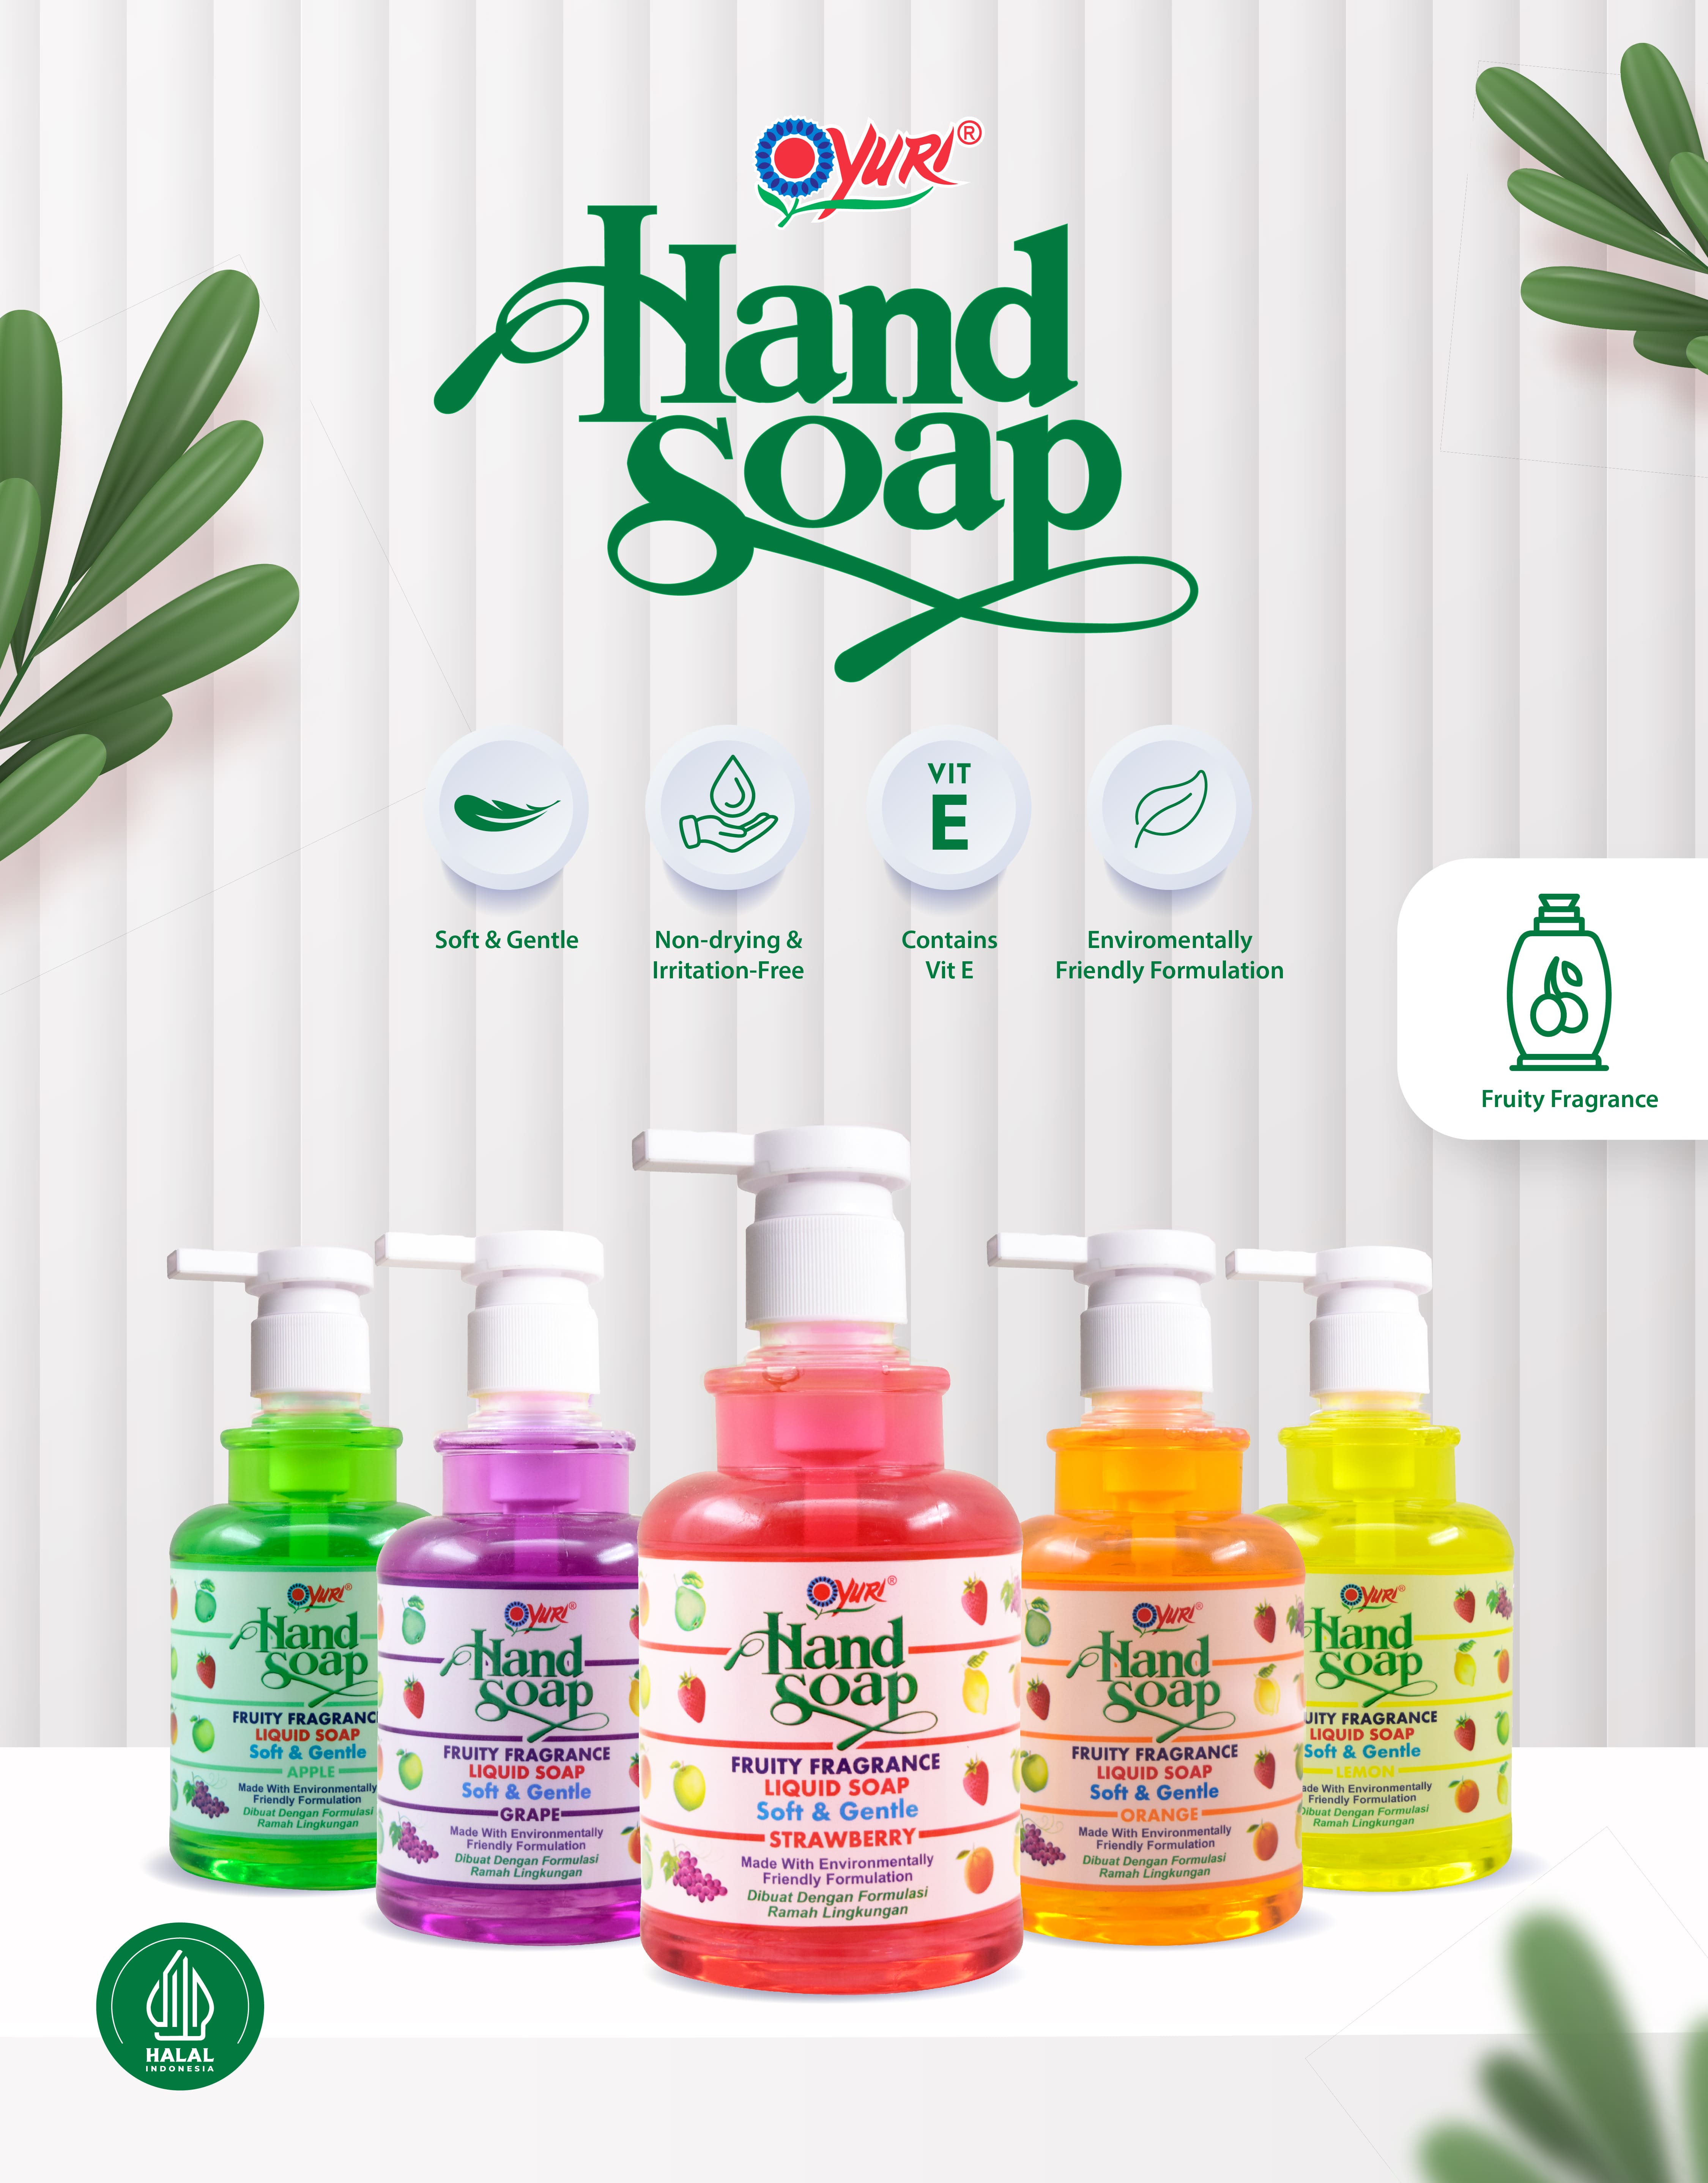 YURI®
Hand
Soap
VIT
E
Soft & Gentle
Non-drying &
Irritation-Free
Contains
Vit E
Enviromentally
Friendly Formulation
Fruity Fragrance
YURI®
Hand
Soap
FRUITY FRAGRANC
LIQUID SOAP
Soft & Gentle
APPLE
Made With Environmentally
Friendly Formulation
Dibuat Dengan Formulasi
Ramah Lingkungan
YURI®
Hand
Soap
FRUITY FRAGRANCE
LIQUID SOAP
Soft & Gentle
GRAPE
Made With Environmentally
Friendly Formulation
Dibuat Dengan Formulasi
Ramah Lingkungan
YURI®
Hand
Soap
FRUITY FRAGRANCE
LIQUID SOAP
Soft & Gentle
STRAWBERRY
Made With Environmentally
Friendly Formulation
Dibuat Dengan Formulasi
Ramah Lingkungan
YURI®
Hand
Soap
FRUITY FRAGRANCE
LIQUID SOAP
Soft & Gentle
ORANGE
Made With Environmentally
Friendly Formulation
Dibuat Dengan Formulasi
Ramah Lingkungan
YURI®
Hand
Soap
UITY FRAGRANCE
LIQUID SOAP
Soft & Gentle
LEMON
ade With Environmentally
Friendly Formulation
Dibuat Dengan Formulasi
Ramah Lingkungan
HALAL
INDONESIA